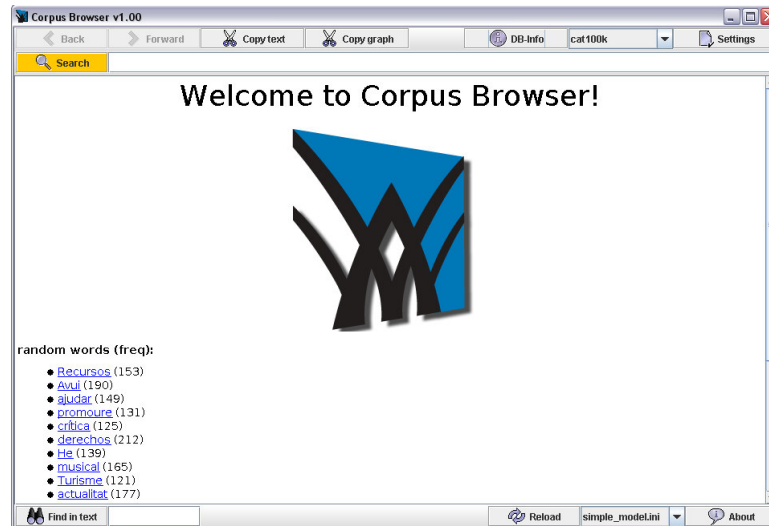 Corpus Browser v1.00
Back Forward Copy text Copy graph DB-Info cat100k Settings
Search
Welcome to Corpus Browser!
random words (freq):
Recursos (153)
Avui (190)
ajudar (149)
promoure (131)
crítica (125)
derechos (212)
He (139)
musical (165)
Turisme (121)
actualitat (177)
Find in text Reload simple_model.ini About